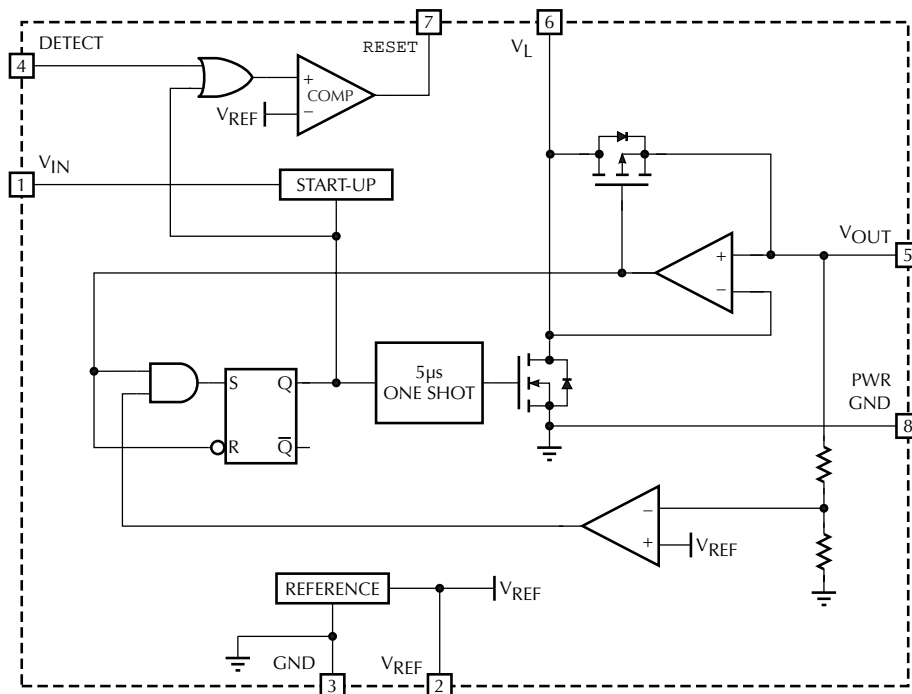 7
6
DETECT
RESET
V_L
4
+
COMP
−
V_REF
V_IN
1
START-UP
V_OUT
+
5
−
5µs
ONE SHOT
PWR
GND
S
Q
8
R
Q̅
−
+
V_REF
REFERENCE
V_REF
GND
V_REF
3
2